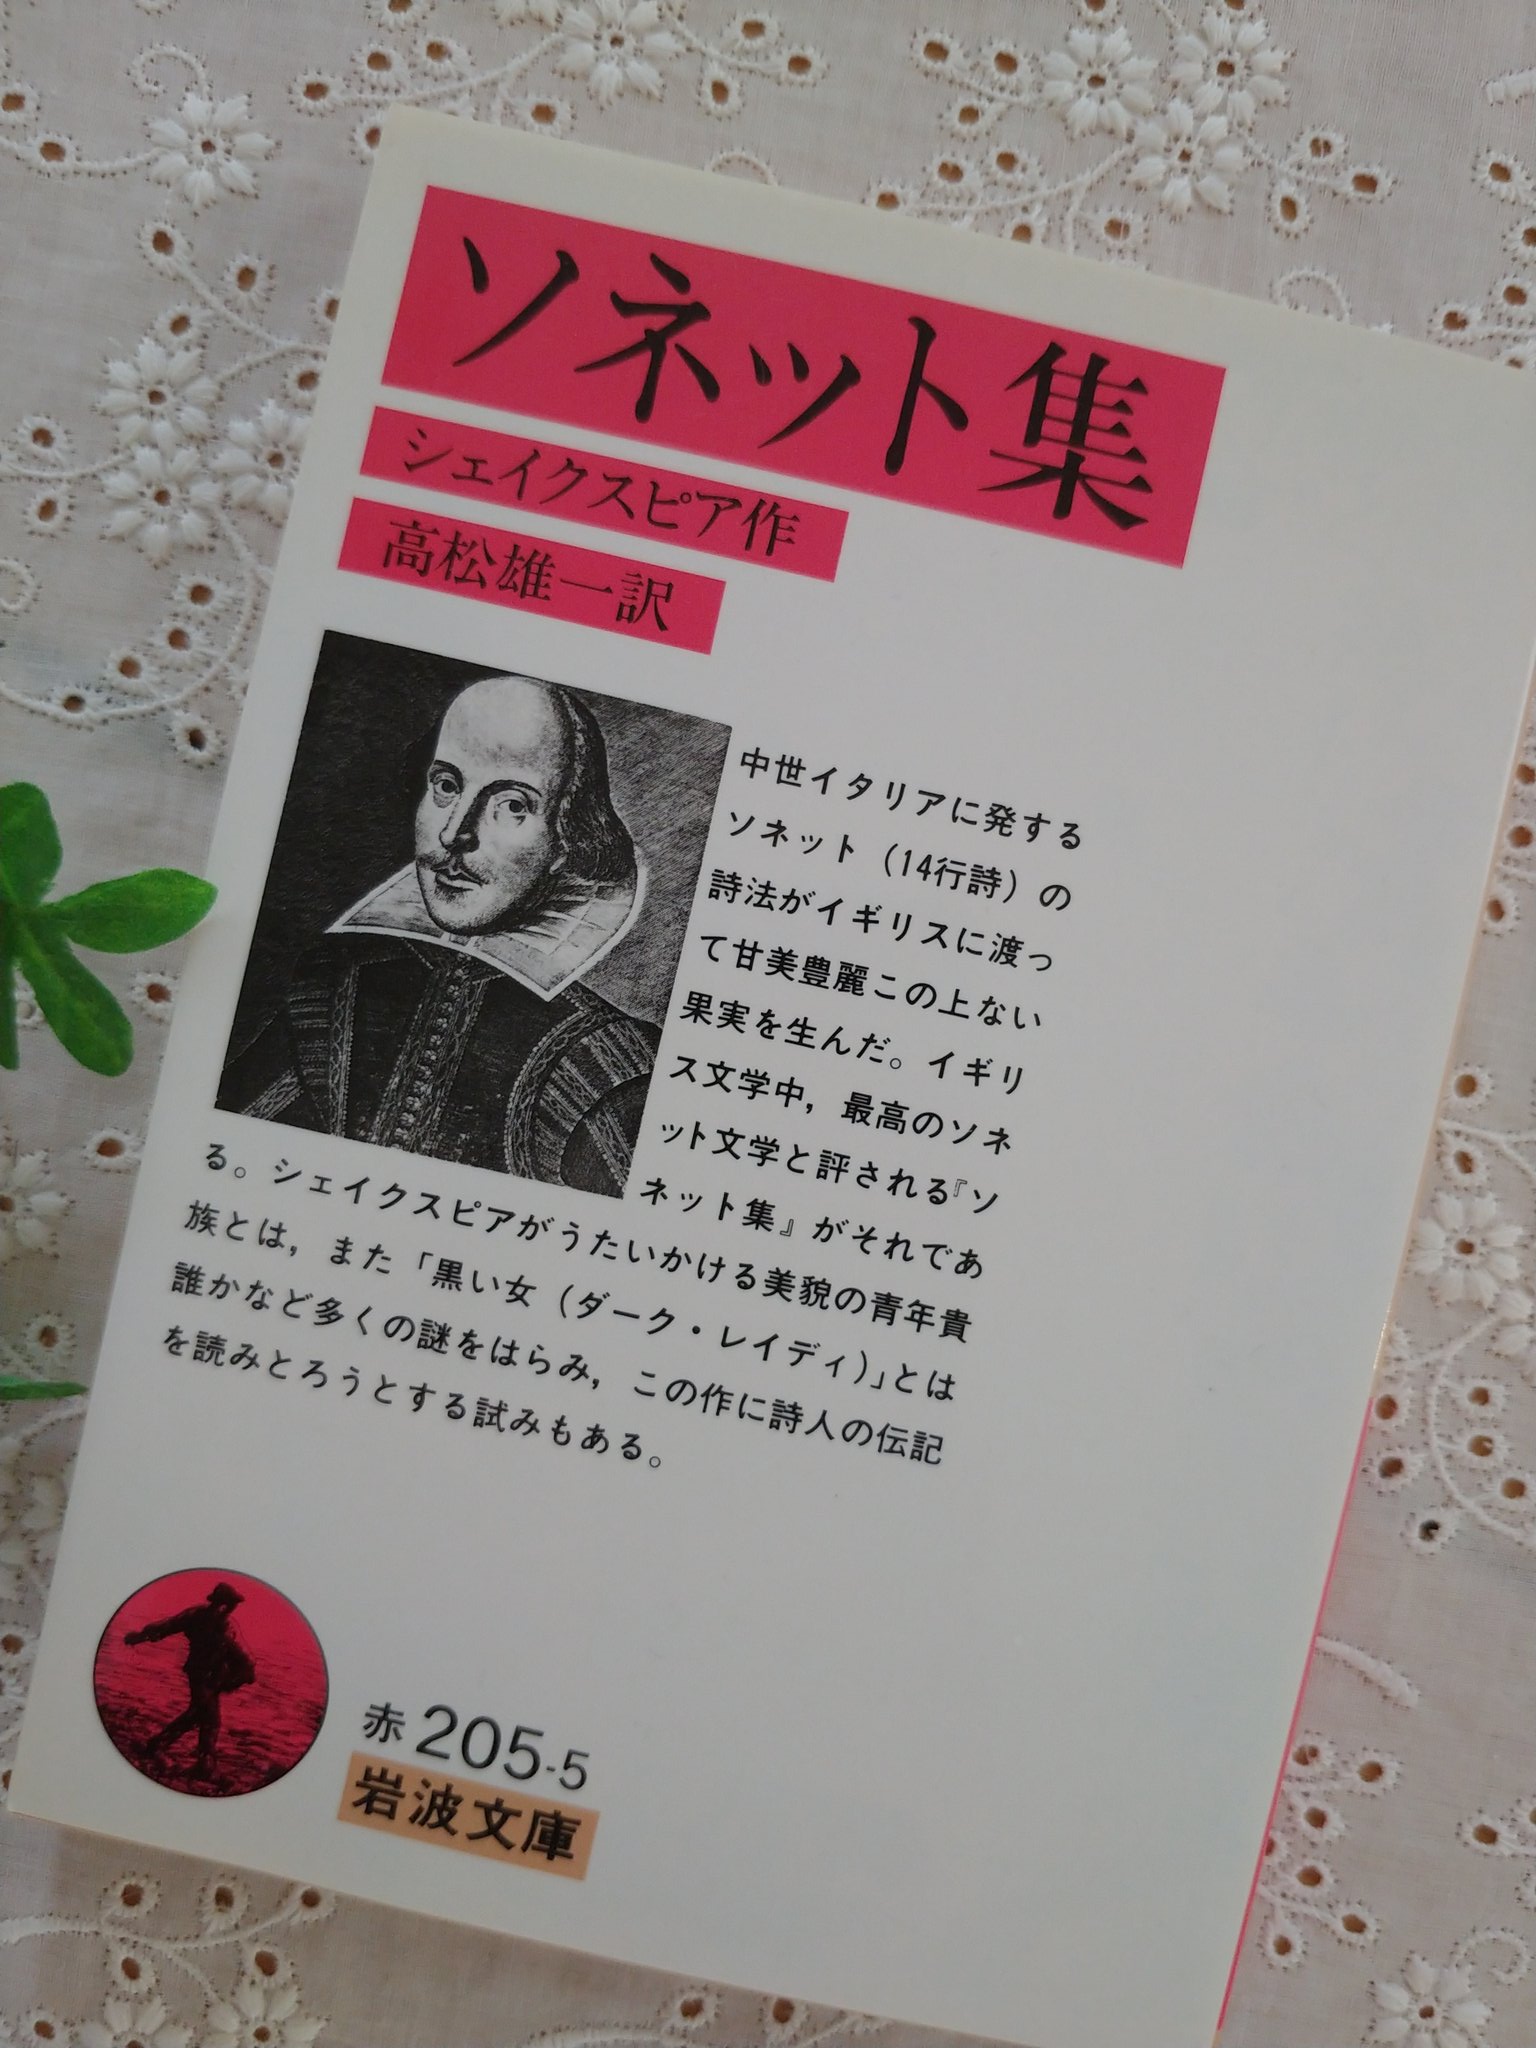 ソネット集
シェイクスピア作
高松雄一訳
中世イタリアに発する
ソネット（14行詩）の
詩法がイギリスに渡っ
て甘美豊麗この上ない
果実を生んだ。イギリ
ス文学中，最高のソネ
ット文学と評される『ソ
ネット集』がそれであ
る。シェイクスピアがうたいかける美貌の青年貴
族とは，また「黒い女（ダーク・レイディ）」とは
誰かなど多くの謎をはらみ，この作に詩人の伝記
を読みとろうとする試みもある。
赤 205-5
岩波文庫